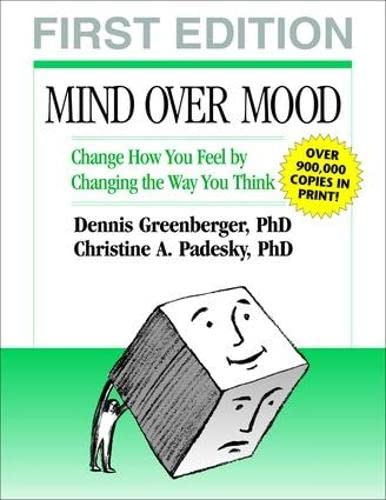 FIRST EDITION
MIND OVER MOOD
Change How You Feel by
Changing the Way You Think
OVER
900,000
COPIES IN
PRINT!
Dennis Greenberger, PhD
Christine A. Padesky, PhD